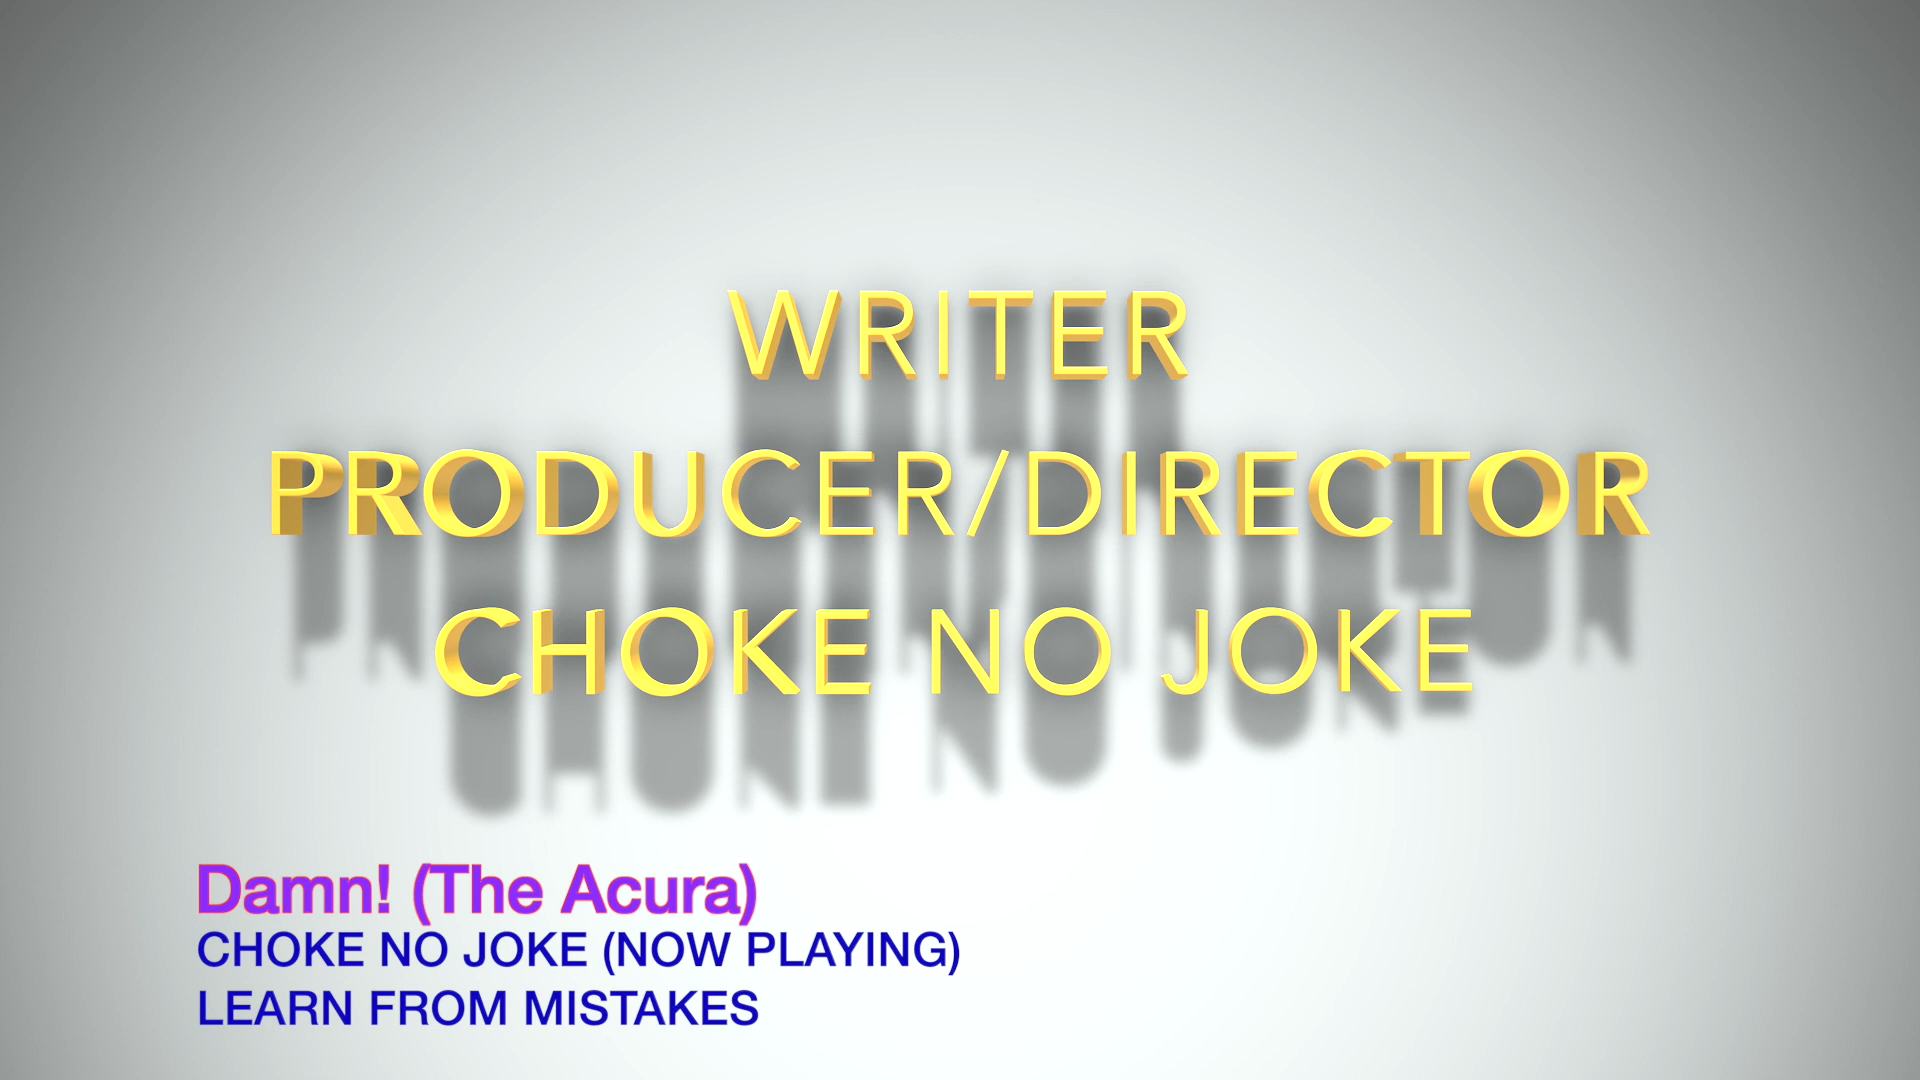 WRITER
PRODUCER/DIRECTOR
CHOKE NO JOKE
Damn! (The Acura)
CHOKE NO JOKE (NOW PLAYING)
LEARN FROM MISTAKES